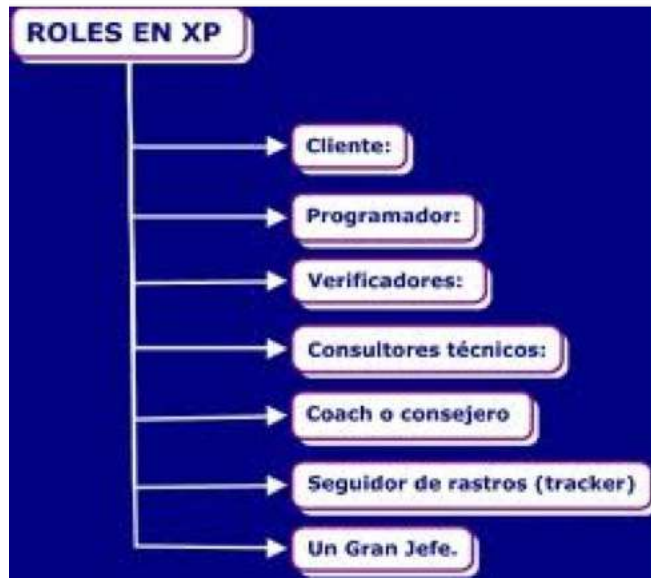 ROLES EN XP
Cliente:
Programador:
Verificadores:
Consultores técnicos:
Coach o consejero
Seguidor de rastros (tracker)
Un Gran Jefe.